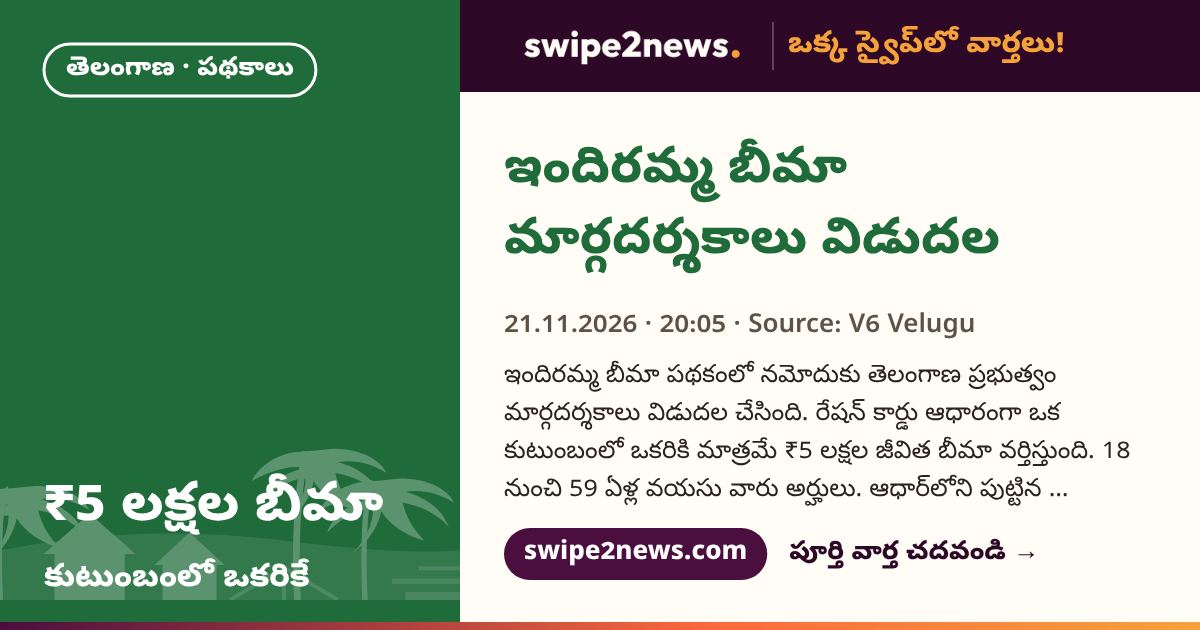 తెలంగాణ · పథకాలు
₹5 లక్షల బీమా
కుటుంబంలో ఒకరికే
swipe2news. ఒక్క స్వైప్‌లో వార్తలు!
ఇందిరమ్మ బీమా
మార్గదర్శకాలు విడుదల
21.11.2026 · 20:05 · Source: V6 Velugu
ఇందిరమ్మ బీమా పథకంలో నమోదుకు తెలంగాణ ప్రభుత్వం
మార్గదర్శకాలు విడుదల చేసింది. రేషన్ కార్డు ఆధారంగా ఒక
కుటుంబంలో ఒకరికి మాత్రమే ₹5 లక్షల జీవిత బీమా వర్తిస్తుంది. 18
నుంచి 59 ఏళ్ల వయసు వారు అర్హులు. ఆధార్‌లోని పుట్టిన ...
swipe2news.com పూర్తి వార్త చదవండి →